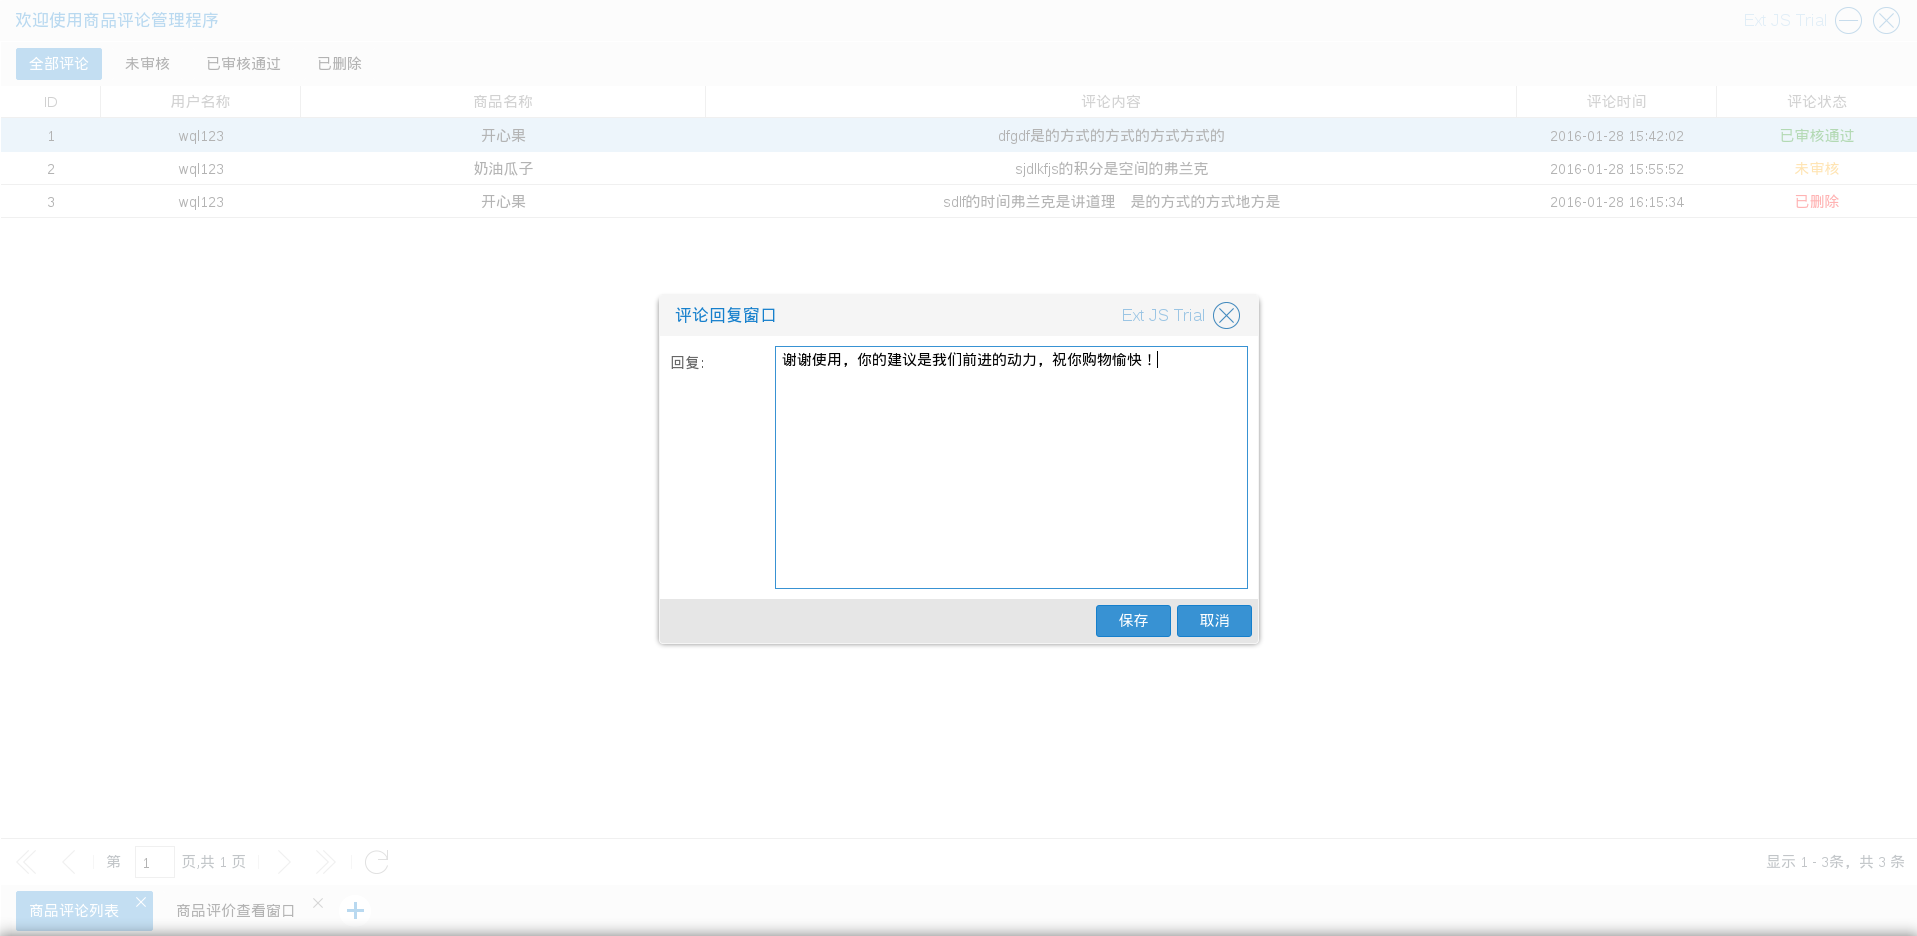 欢迎使用商品评论管理程序 Ext JS Trial
全部评论 未审核 已审核通过 已删除
ID 用户名称 商品名称 评论内容 评论时间 评论状态
1 wql123 开心果 dfgdf是的方式的方式的方式方式的 2016-01-28 15:42:02 已审核通过
2 wql123 奶油瓜子 sjdlkfjs的积分是空间的弗兰克 2016-01-28 15:55:52 未审核
3 wql123 开心果 sdlf的时间弗兰克是讲道理　是的方式的方式地方是 2016-01-28 16:15:34 已删除
评论回复窗口 Ext JS Trial
回复: 谢谢使用，你的建议是我们前进的动力，祝你购物愉快！
保存 取消
第 1 页,共 1 页 显示 1 - 3条，共 3 条
商品评论列表 商品评价查看窗口